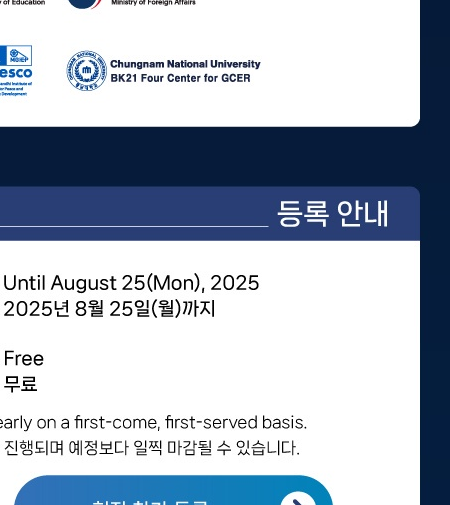 of Education
Ministry of Foreign Affairs
MGIEP
esco
Chungnam National University
BK21 Four Center for GCER
등록 안내
Until August 25(Mon), 2025
2025년 8월 25일(월)까지
Free
무료
early on a first-come, first-served basis.
진행되며 예정보다 일찍 마감될 수 있습니다.